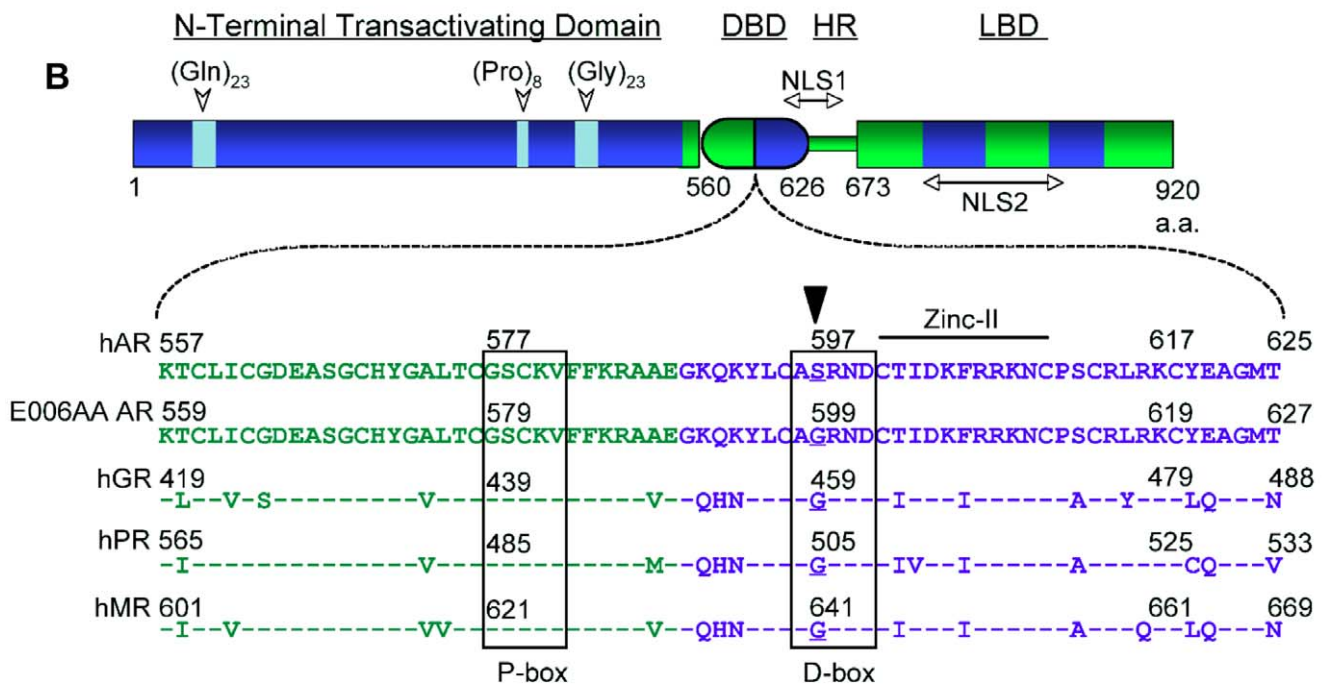 N-Terminal Transactivating Domain DBD HR LBD
B
(Gln)23 (Pro)8 (Gly)23 NLS1
1 560 626 673 NLS2 920
a.a.
Zinc-II
hAR 557 577 597 617 625
KTCLICGDEASGCHYGALTCGSCKVFFKRAAEGKQKYLCASRNDCTIDKFRRKNCPSCRLRKCYEAGMT
E006AA AR 559 579 599 619 627
KTCLICGDEASGCHYGALTCGSCKVFFKRAAEGKQKYLCAGRNDCTIDKFRRKNCPSCRLRKCYEAGMT
hGR 419 439 459 479 488
-L--V-S---------V-------------V--QHN----G----I---I------A--Y---LQ---N
hPR 565 485 505 525 533
-I--------------V-------------M--QHN----G----IV--I------A------CQ---V
hMR 601 621 641 661 669
-I--V-----------VV------------V--QHN----G----I---I------A---Q--LQ---N
P-box D-box